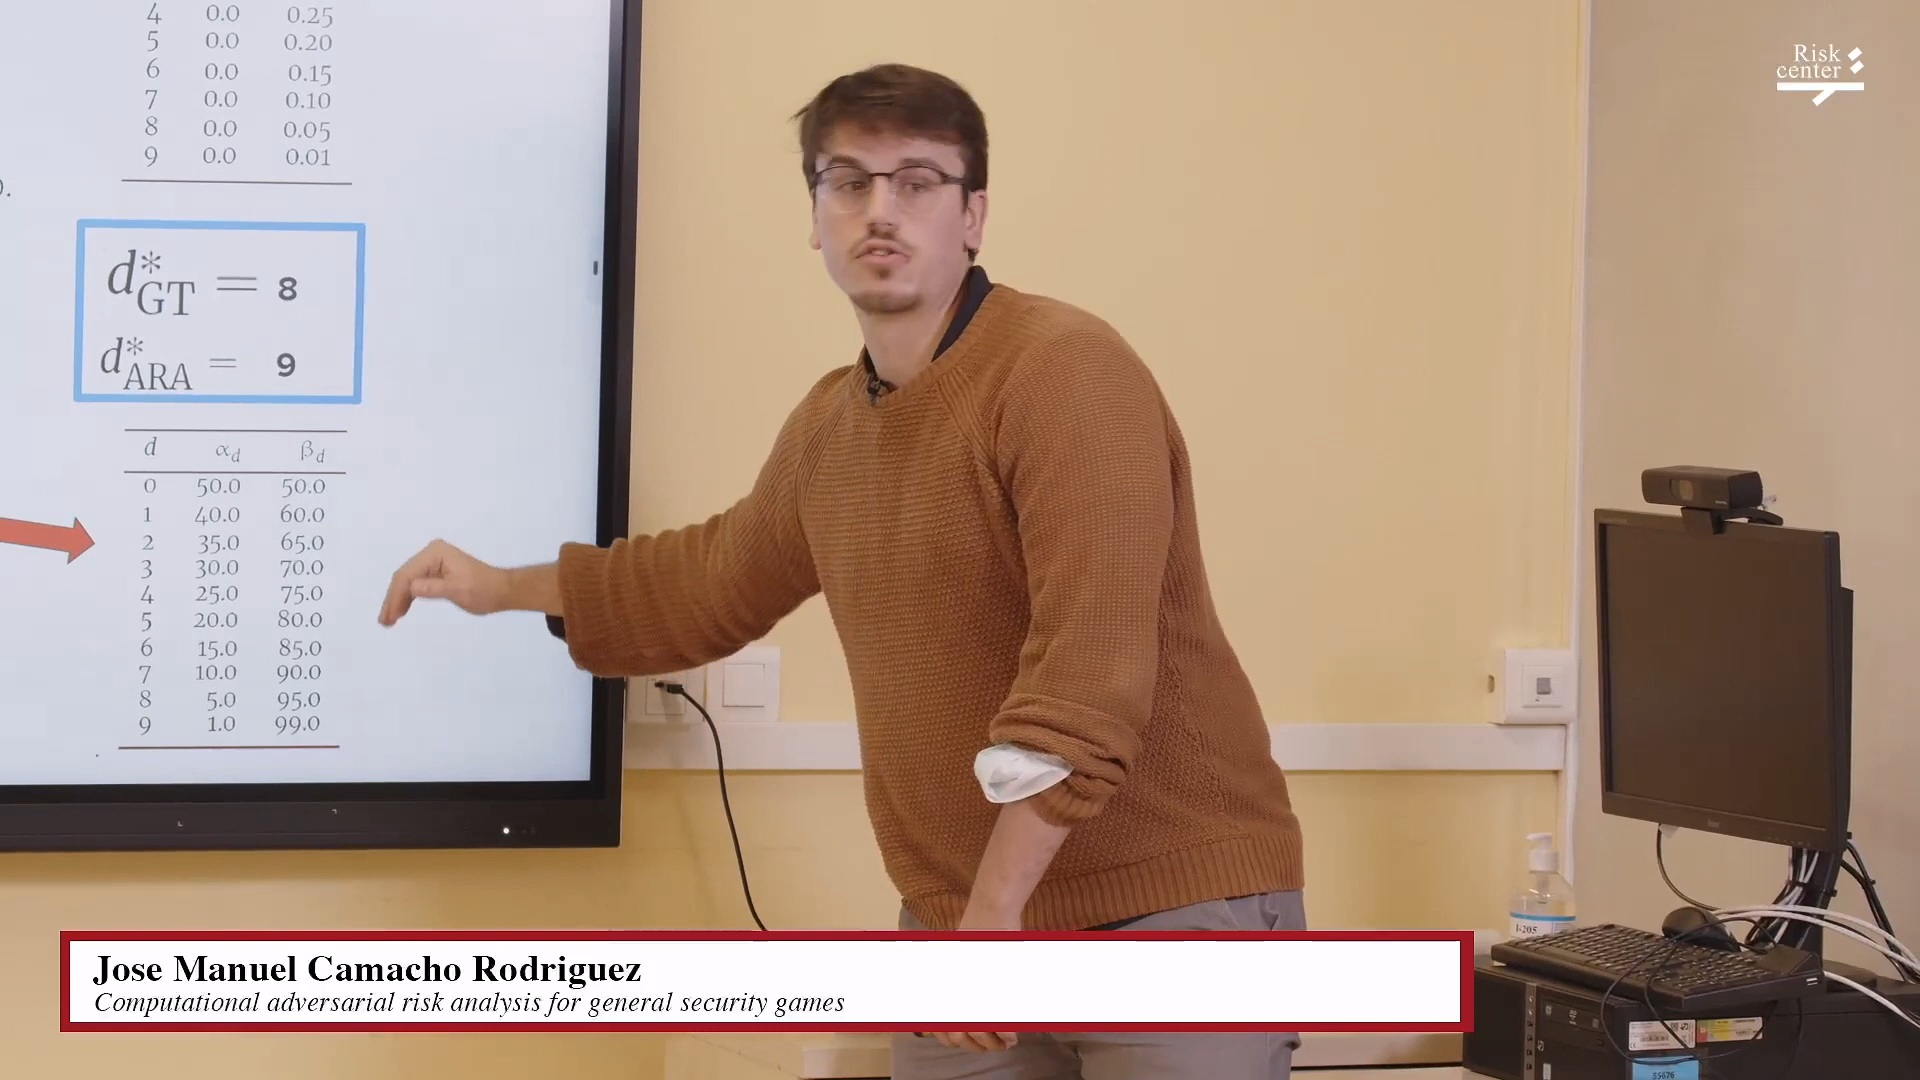 4 0.0 0.25
5 0.0 0.20
6 0.0 0.15
7 0.0 0.10
8 0.0 0.05
9 0.0 0.01
d*GT = 8
d*ARA = 9
d αd βd
0 50.0 50.0
1 40.0 60.0
2 35.0 65.0
3 30.0 70.0
4 25.0 75.0
5 20.0 80.0
6 15.0 85.0
7 10.0 90.0
8 5.0 95.0
9 1.0 99.0
Risk
center
I-205
55676
Jose Manuel Camacho Rodriguez
Computational adversarial risk analysis for general security games